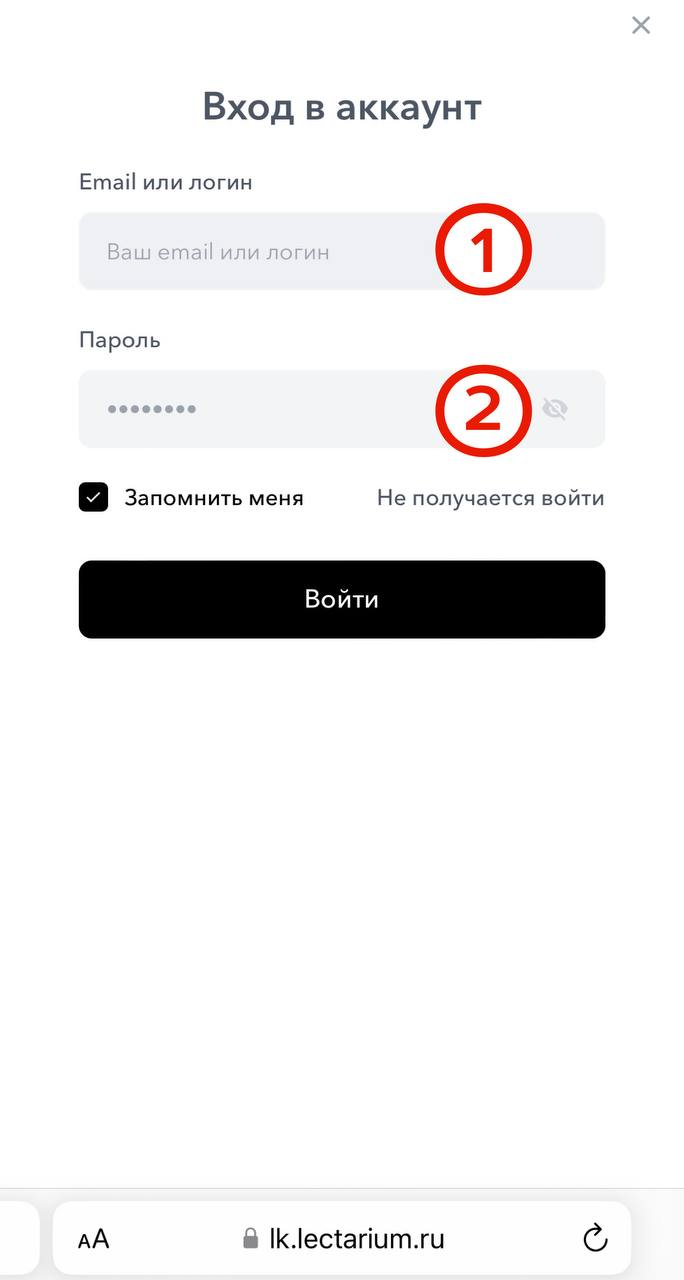 Вход в аккаунт
Email или логин
Ваш email или логин
1
Пароль
••••••••
2
Запомнить меня
Не получается войти
Войти
AA
lk.lectarium.ru